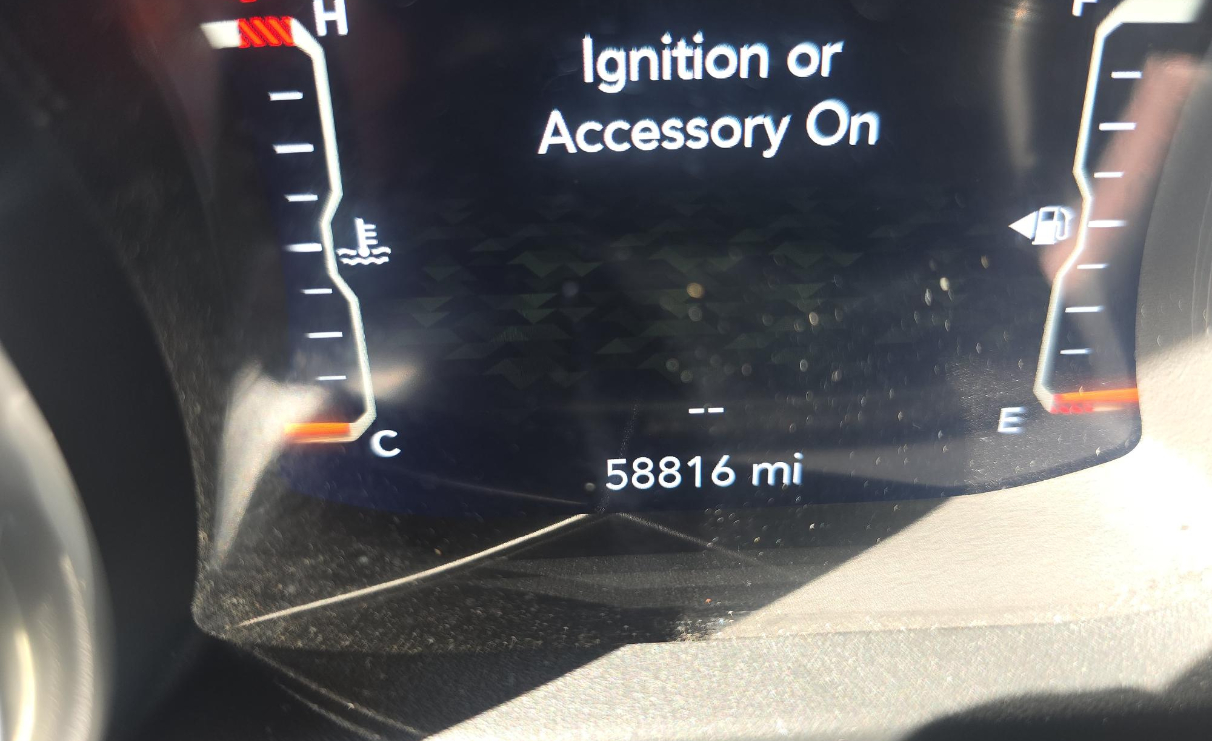 H
F
Ignition or
Accessory On
--
C
E
58816 mi